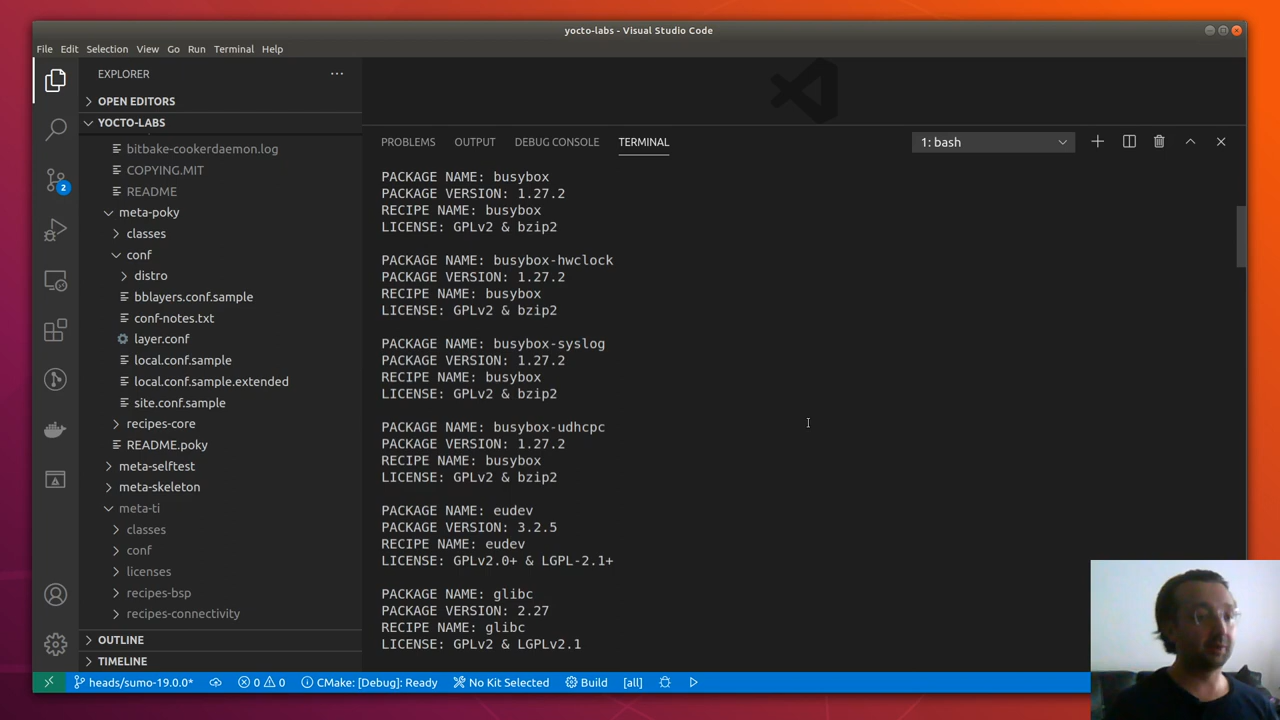 yocto-labs - Visual Studio Code
File Edit Selection View Go Run Terminal Help
EXPLORER
OPEN EDITORS
YOCTO-LABS
bitbake-cookerdaemon.log
COPYING.MIT
README
meta-poky
classes
conf
distro
bblayers.conf.sample
conf-notes.txt
layer.conf
local.conf.sample
local.conf.sample.extended
site.conf.sample
recipes-core
README.poky
meta-selftest
meta-skeleton
meta-ti
classes
conf
licenses
recipes-bsp
recipes-connectivity
OUTLINE
TIMELINE
2
PROBLEMS OUTPUT DEBUG CONSOLE TERMINAL 1: bash
PACKAGE NAME: busybox
PACKAGE VERSION: 1.27.2
RECIPE NAME: busybox
LICENSE: GPLv2 & bzip2
PACKAGE NAME: busybox-hwclock
PACKAGE VERSION: 1.27.2
RECIPE NAME: busybox
LICENSE: GPLv2 & bzip2
PACKAGE NAME: busybox-syslog
PACKAGE VERSION: 1.27.2
RECIPE NAME: busybox
LICENSE: GPLv2 & bzip2
PACKAGE NAME: busybox-udhcpc
PACKAGE VERSION: 1.27.2
RECIPE NAME: busybox
LICENSE: GPLv2 & bzip2
PACKAGE NAME: eudev
PACKAGE VERSION: 3.2.5
RECIPE NAME: eudev
LICENSE: GPLv2.0+ & LGPL-2.1+
PACKAGE NAME: glibc
PACKAGE VERSION: 2.27
RECIPE NAME: glibc
LICENSE: GPLv2 & LGPLv2.1
heads/sumo-19.0.0* 0 0 CMake: [Debug]: Ready No Kit Selected Build [all]